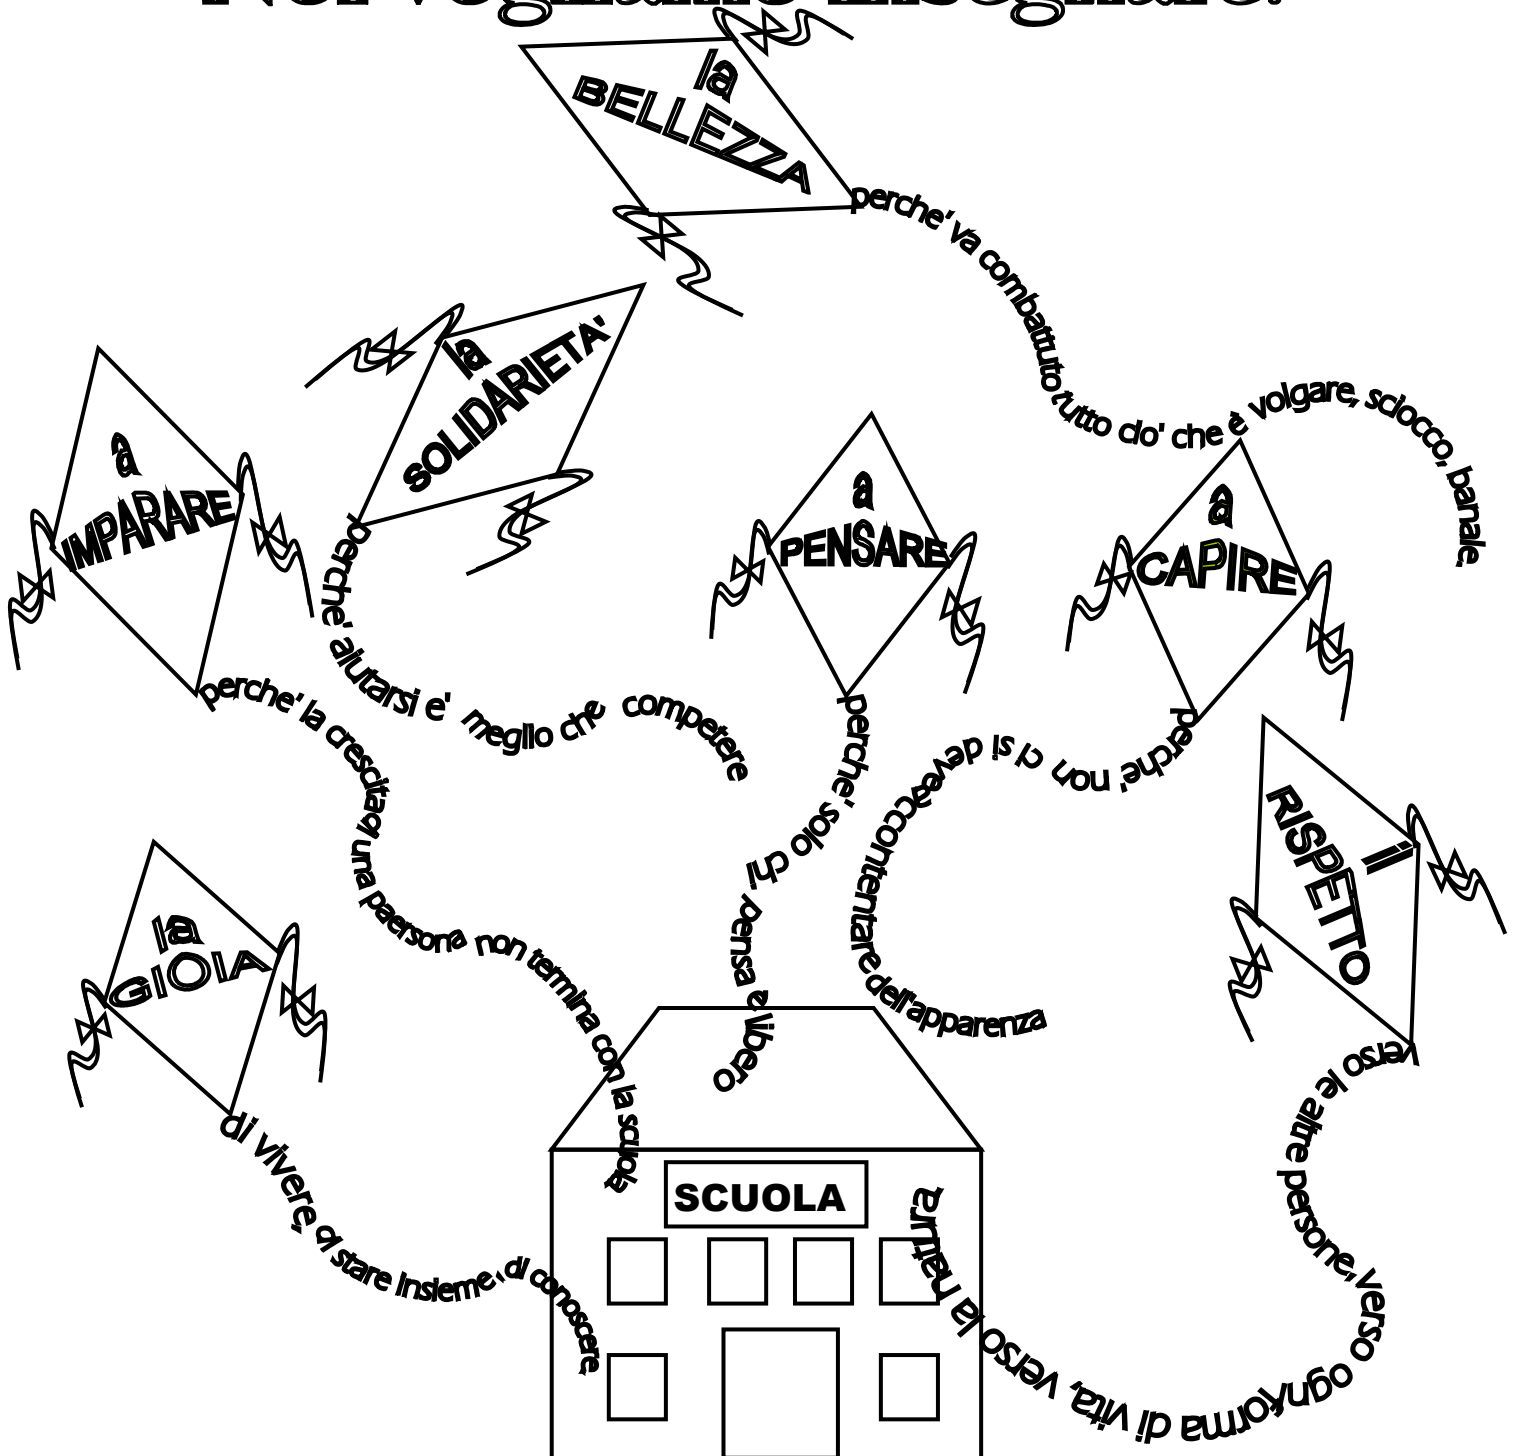 Noi vogliamo insegnare:
la
BELLEZZA
perche' va combattuto tutto cio' che è volgare, sciocco, banale
la
SOLIDARIETA'
perche' aiutarsi e' meglio che competere
a
IMPARARE
perche' la crescita di una paersona non termina con la scuola
a
PENSARE
perche' solo chi pensa e libero
a
CAPIRE
perche' non ci si deve accontentare dell'apparenza
il
RISPETTO
verso le altre persone, verso ogni forma di vita, verso la natura
la
GIOIA
di vivere, di stare insieme, di conoscere
SCUOLA